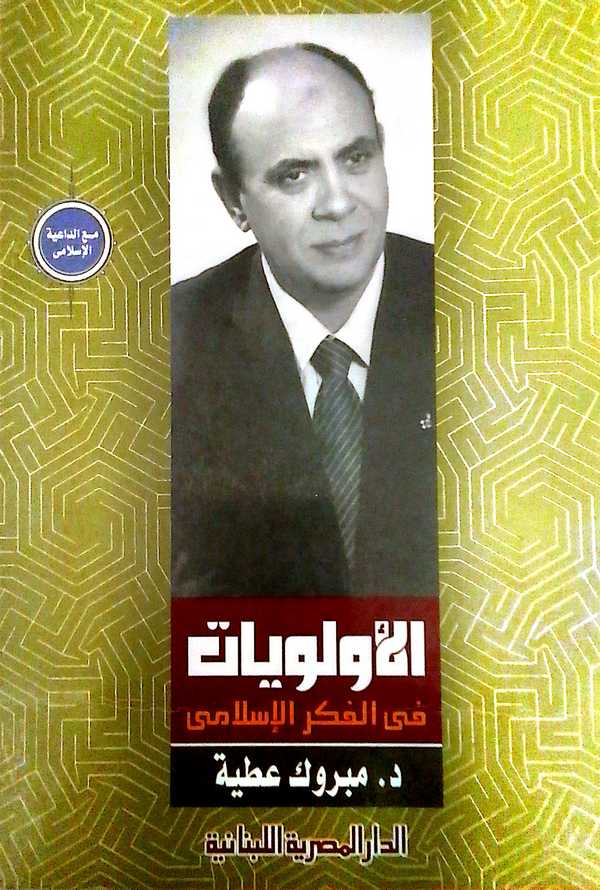 مع الداعية
الإسلامى
الأولويات
فى الفكر الإسلامى
د. مبروك عطية
الدار المصرية اللبنانية